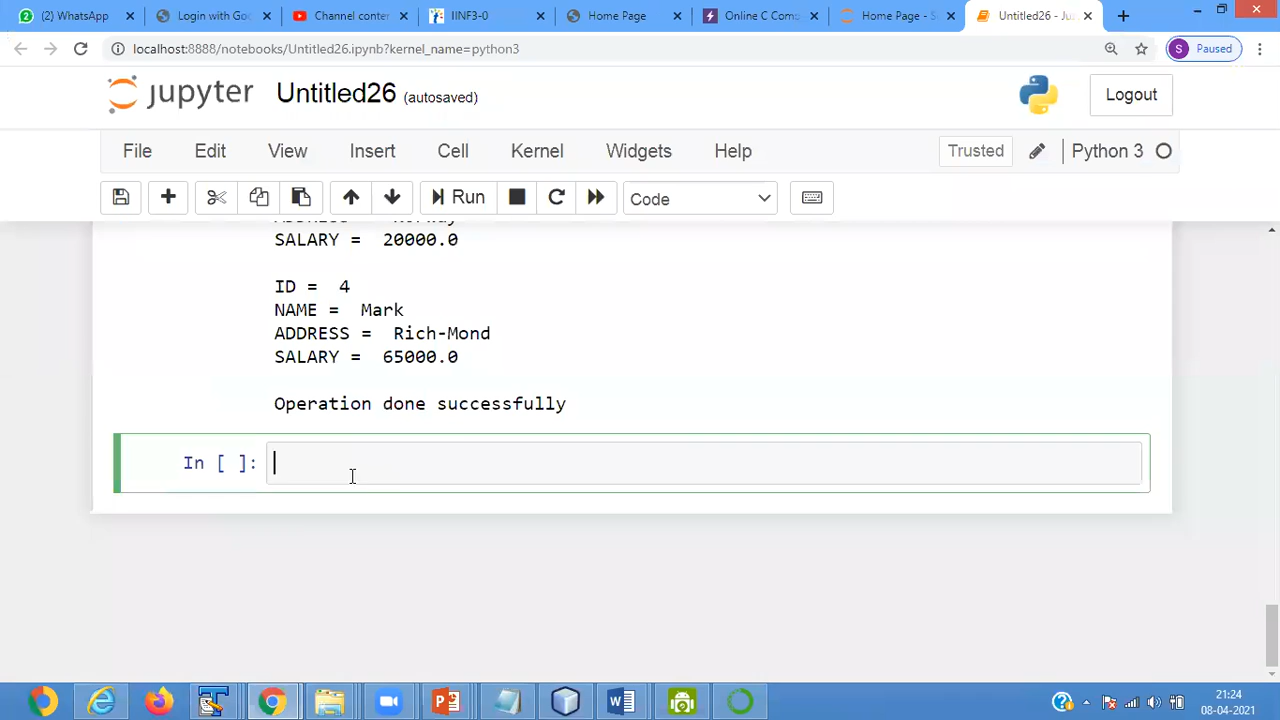 (2) WhatsApp
Login with Goo
Channel conter
IINF3-0
Home Page
Online C Comp
Home Page - S
Untitled26 - Ju
localhost:8888/notebooks/Untitled26.ipynb?kernel_name=python3
S
Paused
jupyter
Untitled26 (autosaved)
Logout
File
Edit
View
Insert
Cell
Kernel
Widgets
Help
Trusted
Python 3
Run
Code
SALARY = 20000.0
ID = 4
NAME = Mark
ADDRESS = Rich-Mond
SALARY = 65000.0
Operation done successfully
In [ ]:
21:24
08-04-2021